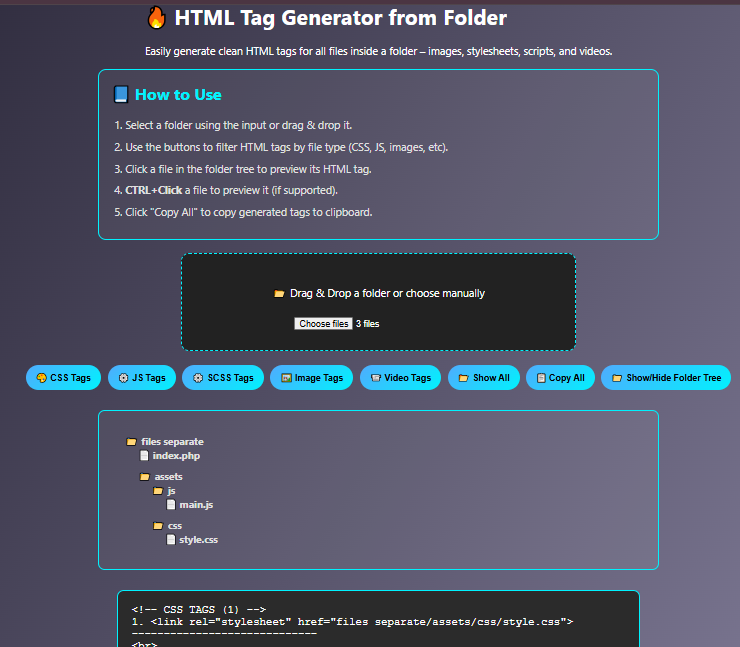 HTML Tag Generator from Folder
Easily generate clean HTML tags for all files inside a folder – images, stylesheets, scripts, and videos.
How to Use
1. Select a folder using the input or drag & drop it.
2. Use the buttons to filter HTML tags by file type (CSS, JS, images, etc).
3. Click a file in the folder tree to preview its HTML tag.
4. CTRL+Click a file to preview it (if supported).
5. Click "Copy All" to copy generated tags to clipboard.
Drag & Drop a folder or choose manually
Choose files 3 files
CSS Tags JS Tags SCSS Tags Image Tags Video Tags Show All Copy All Show/Hide Folder Tree
files separate
index.php
assets
js
main.js
css
style.css
<!-- CSS TAGS (1) -->
1. <link rel="stylesheet" href="files separate/assets/css/style.css">
-----------------------------
<br>